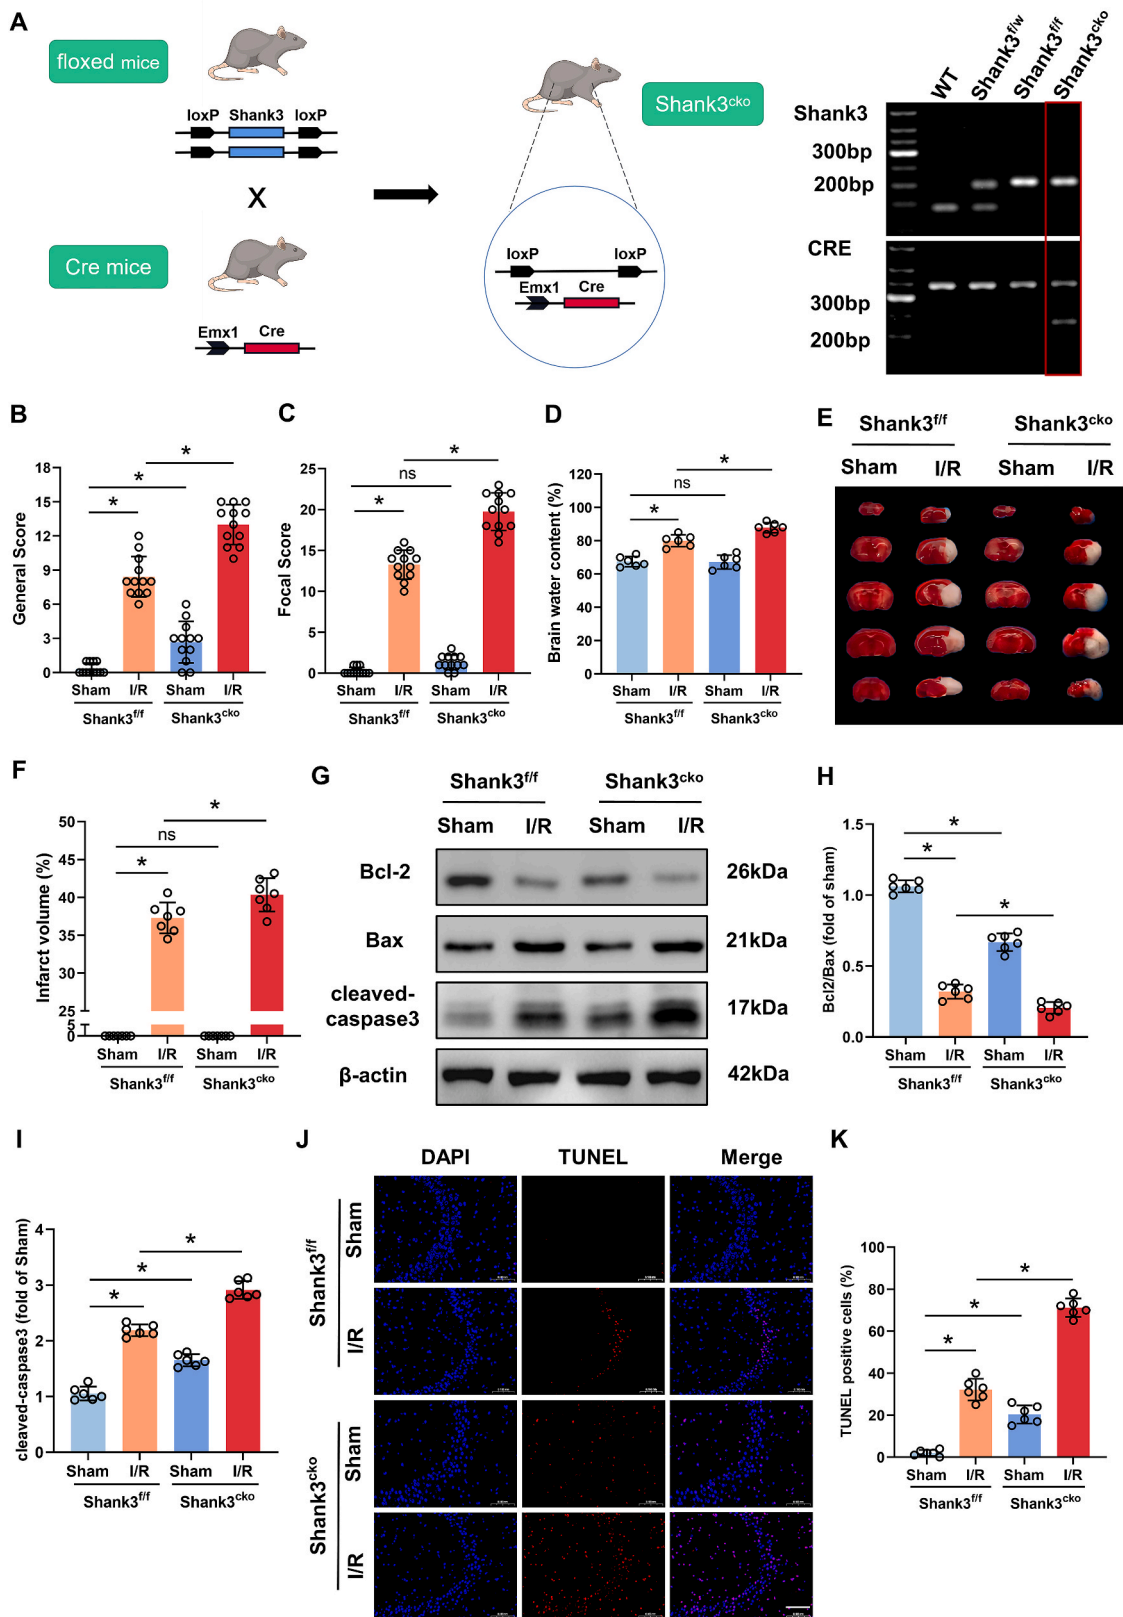 A
floxed mice
loxP Shank3 loxP
X
Cre mice
Emx1 Cre
Shank3cko
loxP loxP
Emx1 Cre
WT Shank3f/w Shank3f/f Shank3cko
Shank3
300bp
200bp
CRE
300bp
200bp
B
General Score
18
15
12
9
6
3
0
* * *
Sham I/R Sham I/R
Shank3f/f Shank3cko
C
Focal Score
25
20
15
10
5
0
* ns *
Sham I/R Sham I/R
Shank3f/f Shank3cko
D
Brain water content (%)
120
100
80
60
40
20
0
* ns *
Sham I/R Sham I/R
Shank3f/f Shank3cko
E
Shank3f/f Shank3cko
Sham I/R Sham I/R
F
Infarct volume (%)
50
45
40
35
30
25
5
0
* ns *
Sham I/R Sham I/R
Shank3f/f Shank3cko
G
Shank3f/f Shank3cko
Sham I/R Sham I/R
Bcl-2 26kDa
Bax 21kDa
cleaved-
caspase3 17kDa
β-actin 42kDa
H
Bcl2/Bax (fold of sham)
1.5
1.0
0.5
0.0
* * *
Sham I/R Sham I/R
Shank3f/f Shank3cko
I
cleaved-caspase3 (fold of Sham)
4
3
2
1
0
* * *
Sham I/R Sham I/R
Shank3f/f Shank3cko
J
DAPI TUNEL Merge
Shank3f/f
Sham
I/R
Shank3cko
Sham
I/R
K
TUNEL positive cells (%)
100
80
60
40
20
0
* * *
Sham I/R Sham I/R
Shank3f/f Shank3cko